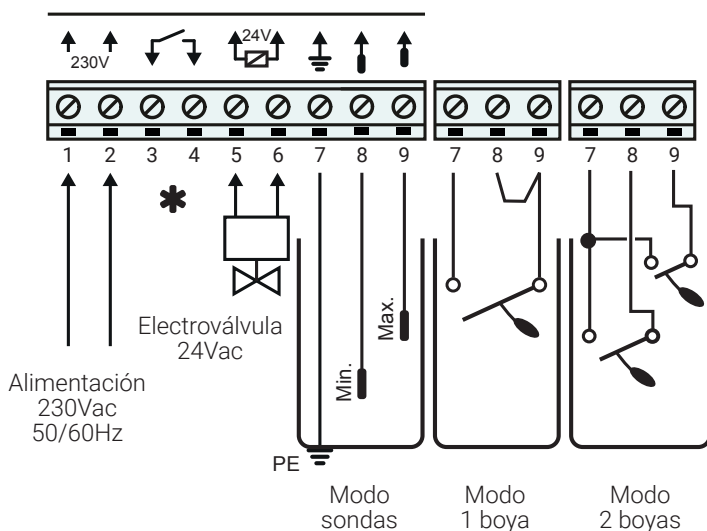 230V
24V
1 2 3 4 5 6 7 8 9 7 8 9 7 8 9
✱
Electroválvula
24Vac
Min.
Max.
Alimentación
230Vac
50/60Hz
PE
Modo
sondas
Modo
1 boya
Modo
2 boyas